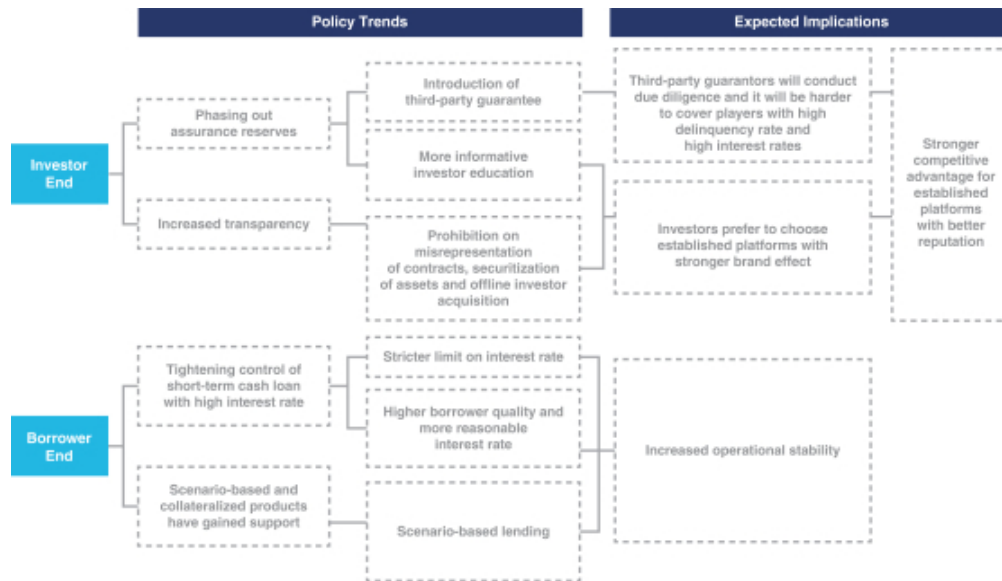 Policy Trends
Expected Implications
Investor
End
Phasing out
assurance reserves
Increased transparency
Introduction of
third-party guarantee
More informative
investor education
Prohibition on
misrepresentation
of contracts, securitization
of assets and offline investor
acquisition
Third-party guarantors will conduct
due diligence and it will be harder
to cover players with high
delinquency rate and
high interest rates
Investors prefer to choose
established platforms with
stronger brand effect
Stronger
competitive
advantage for
established
platforms
with better
reputation
Borrower
End
Tightening control of
short-term cash loan
with high interest rate
Scenario-based and
collateralized products
have gained support
Stricter limit on interest rate
Higher borrower quality and
more reasonable
interest rate
Scenario-based lending
Increased operational stability